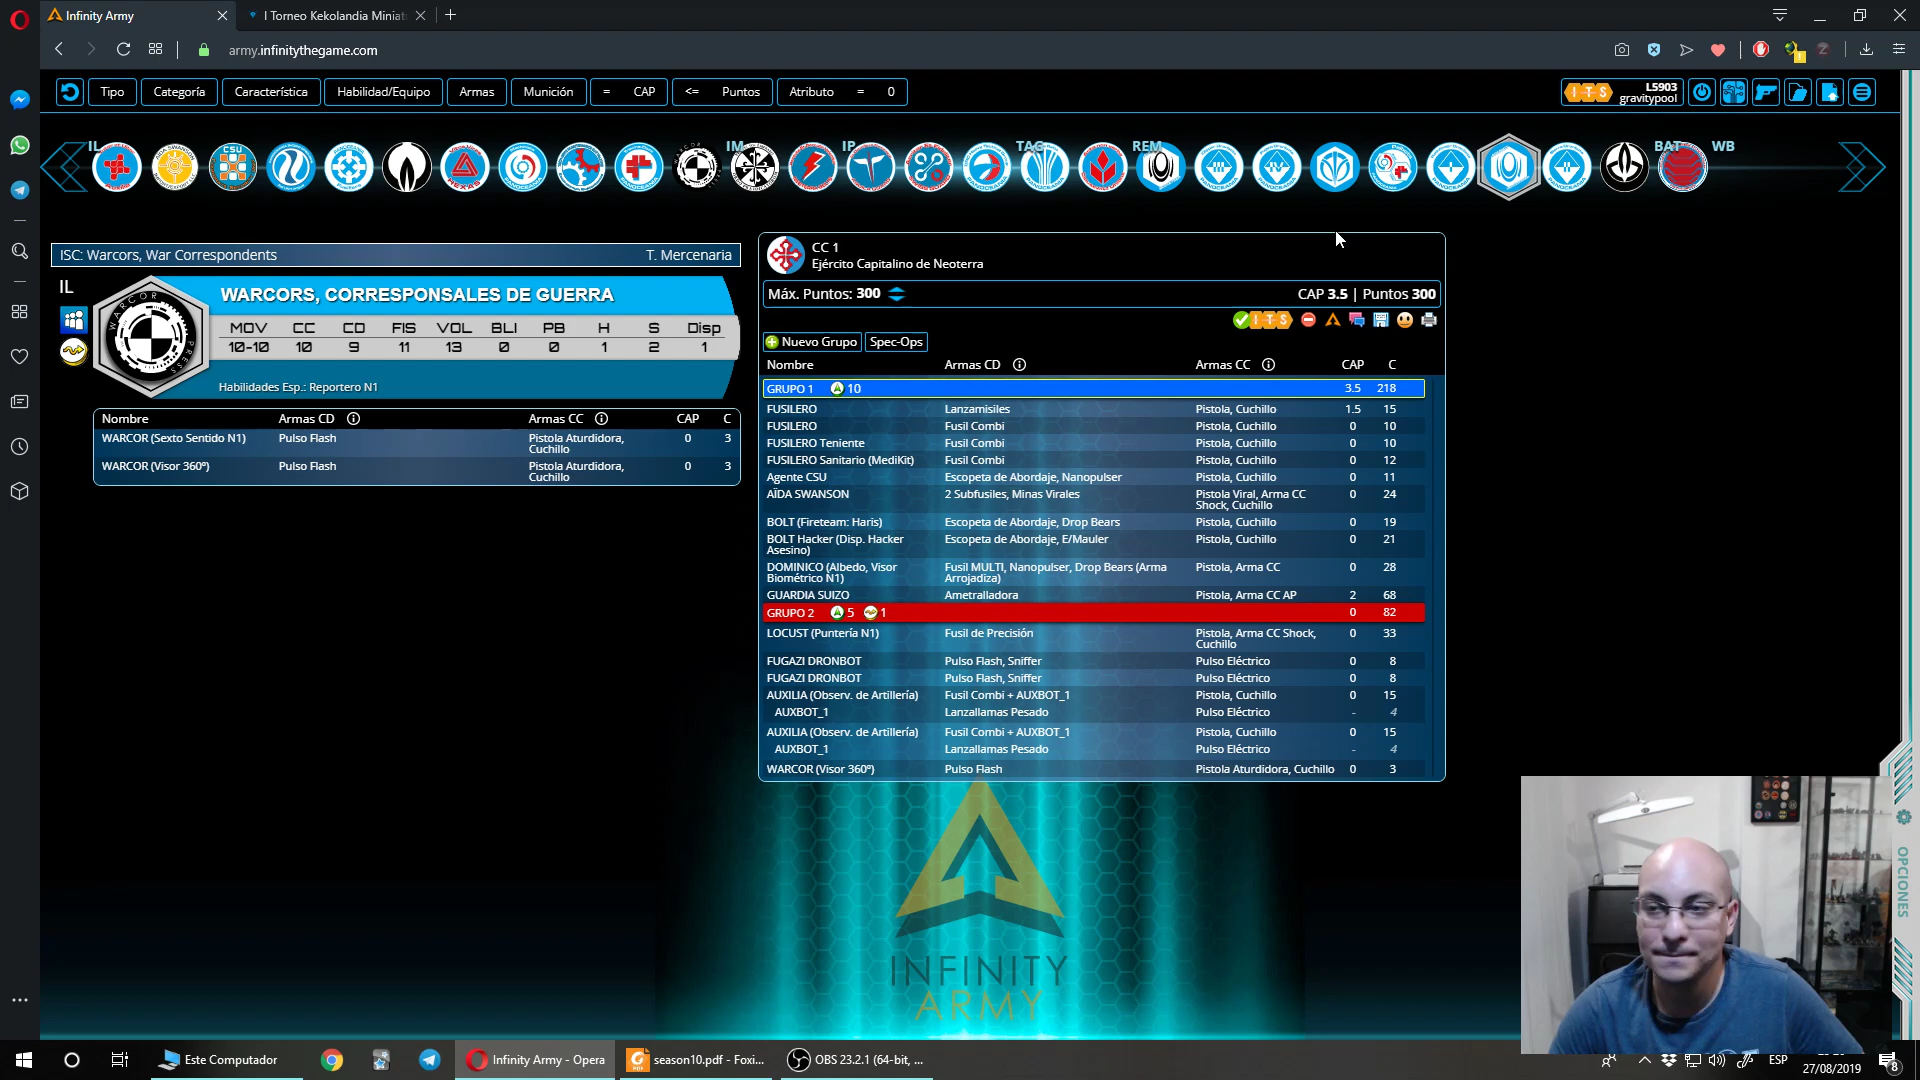 Infinity Army
I Torneo Kekolandia Miniat
army.infinitythegame.com
Tipo
Categoría
Característica
Habilidad/Equipo
Armas
Munición
= CAP
<= Puntos
Atributo = 0
ITS
L5903
gravitypool
IL
IM
IP
TAG
REM
BAT
WB
ISC: Warcors, War Correspondents
T. Mercenaria
IL
WARCORS, CORRESPONSALES DE GUERRA
MOV CC CD FIS VOL BLI PB H S Disp
10-10 10 9 11 13 0 0 1 2 1
Habilidades Esp.: Reportero N1
Nombre Armas CD Armas CC CAP C
WARCOR (Sexto Sentido N1) Pulso Flash Pistola Aturdidora, 0 3
Cuchillo
WARCOR (Visor 360º) Pulso Flash Pistola Aturdidora, 0 3
Cuchillo
CC 1
Ejército Capitalino de Neoterra
Máx. Puntos: 300
CAP 3.5 | Puntos 300
ITS
Nuevo Grupo
Spec-Ops
Nombre Armas CD Armas CC CAP C
GRUPO 1 10 3.5 218
FUSILERO Lanzamisiles Pistola, Cuchillo 1.5 15
FUSILERO Fusil Combi Pistola, Cuchillo 0 10
FUSILERO Teniente Fusil Combi Pistola, Cuchillo 0 10
FUSILERO Sanitario (MediKit) Fusil Combi Pistola, Cuchillo 0 12
Agente CSU Escopeta de Abordaje, Nanopulser Pistola, Cuchillo 0 11
AÏDA SWANSON 2 Subfusiles, Minas Virales Pistola Viral, Arma CC 0 24
Shock, Cuchillo
BOLT (Fireteam: Haris) Escopeta de Abordaje, Drop Bears Pistola, Cuchillo 0 19
BOLT Hacker (Disp. Hacker Escopeta de Abordaje, E/Mauler Pistola, Cuchillo 0 21
Asesino)
DOMINICO (Albedo, Visor Fusil MULTI, Nanopulser, Drop Bears (Arma Pistola, Arma CC 0 28
Biométrico N1) Arrojadiza)
GUARDIA SUIZO Ametralladora Pistola, Arma CC AP 2 68
GRUPO 2 5 1 0 82
LOCUST (Puntería N1) Fusil de Precisión Pistola, Arma CC Shock, 0 33
Cuchillo
FUGAZI DRONBOT Pulso Flash, Sniffer Pulso Eléctrico 0 8
FUGAZI DRONBOT Pulso Flash, Sniffer Pulso Eléctrico 0 8
AUXILIA (Observ. de Artillería) Fusil Combi + AUXBOT_1 Pistola, Cuchillo 0 15
AUXBOT_1 Lanzallamas Pesado Pulso Eléctrico - 4
AUXILIA (Observ. de Artillería) Fusil Combi + AUXBOT_1 Pistola, Cuchillo 0 15
AUXBOT_1 Lanzallamas Pesado Pulso Eléctrico - 4
WARCOR (Visor 360º) Pulso Flash Pistola Aturdidora, Cuchillo 0 3
INFINITY
ARMY
OPCIONES
Este Computador
Infinity Army - Opera
season10.pdf - Foxi...
OBS 23.2.1 (64-bit, ...
ESP
27/08/2019
8